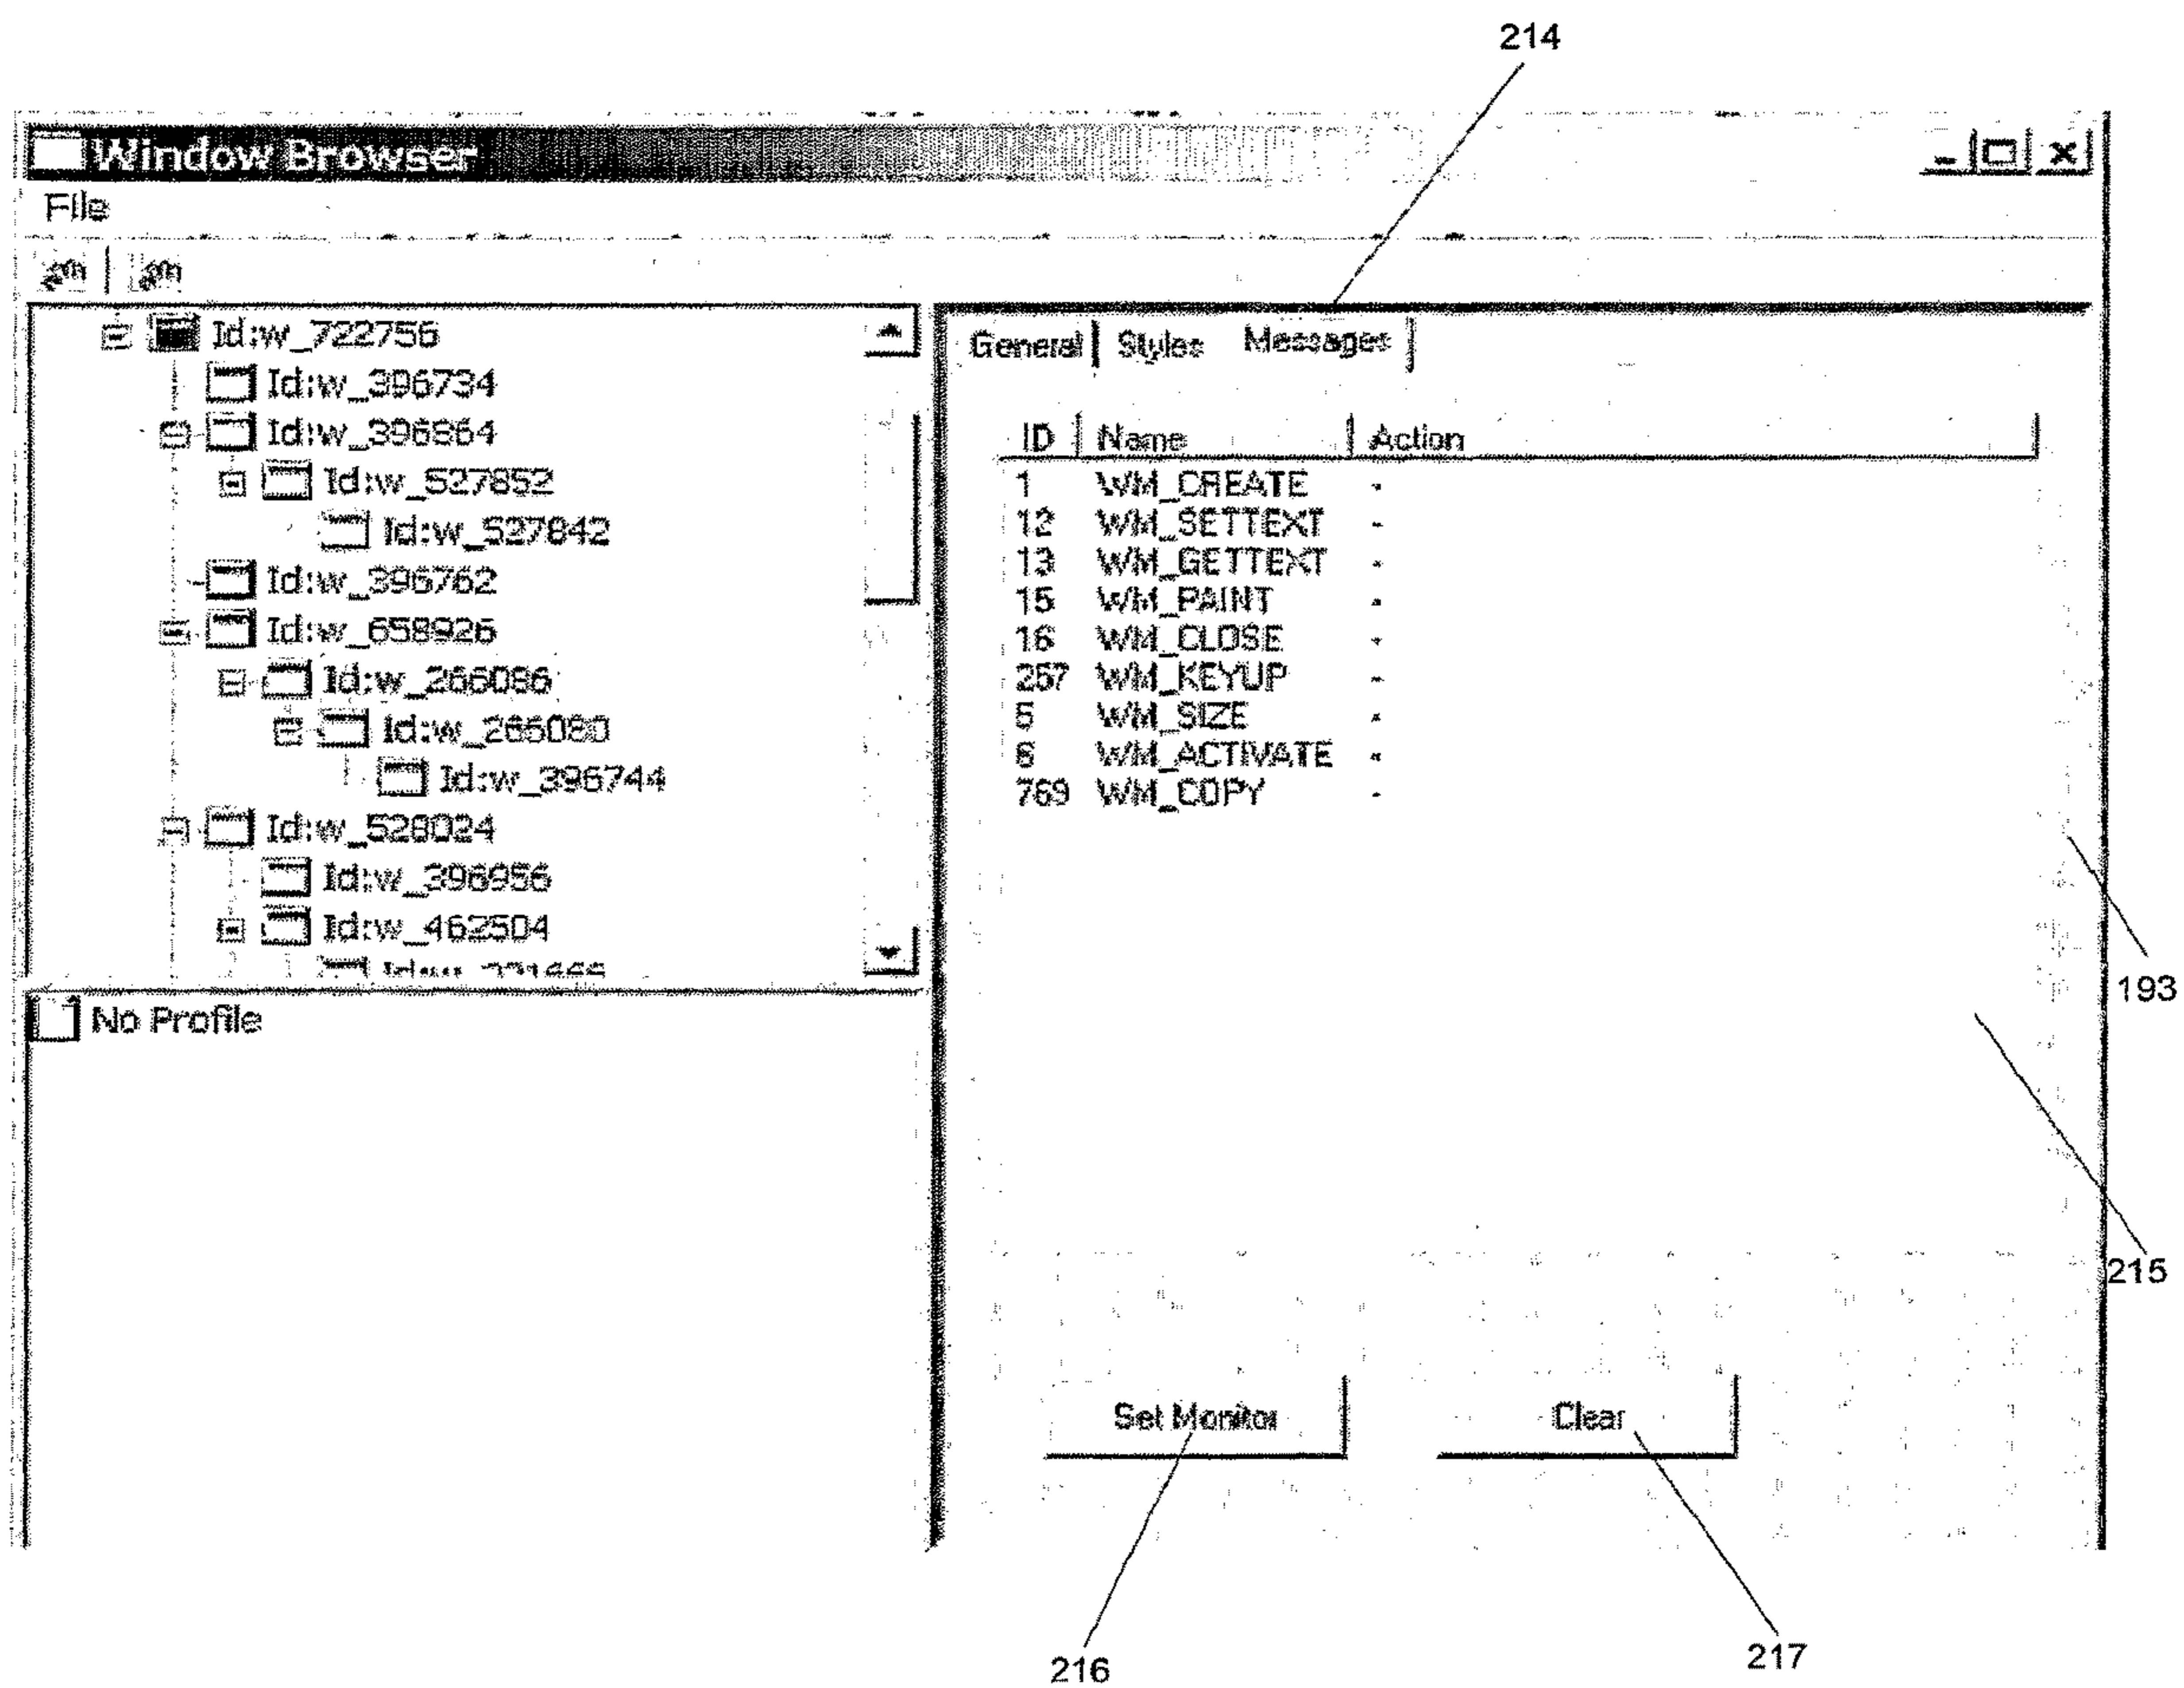 214
Window Browser
File
Id:w_722756
Id:w_396734
Id:w_396864
Id:w_527852
Id:w_527842
Id:w_396762
Id:w_658926
Id:w_266086
Id:w_266080
Id:w_396744
Id:w_528024
Id:w_396956
Id:w_462504
No Profile
General Styles Messages
ID Name Action
1 WM_CREATE -
12 WM_SETTEXT -
13 WM_GETTEXT -
15 WM_PAINT -
16 WM_CLOSE -
257 WM_KEYUP -
5 WM_SIZE -
6 WM_ACTIVATE -
769 WM_COPY -
193
215
Set Monitor Clear
216
217